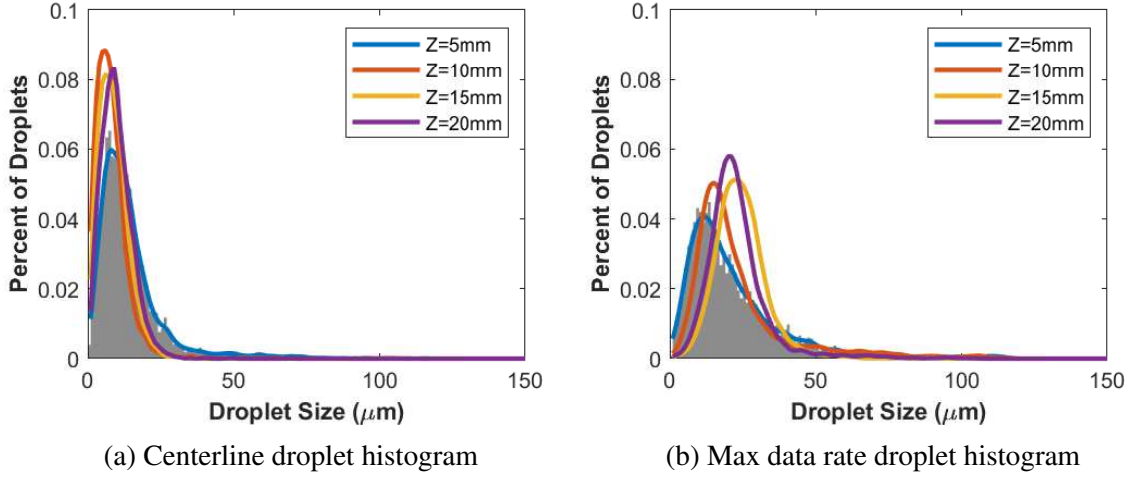 0.1
0.08
0.06
0.04
0.02
0
0
50
100
150
Percent of Droplets
Droplet Size (μm)
Z=5mm
Z=10mm
Z=15mm
Z=20mm
(a) Centerline droplet histogram
0.1
0.08
0.06
0.04
0.02
0
0
50
100
150
Percent of Droplets
Droplet Size (μm)
Z=5mm
Z=10mm
Z=15mm
Z=20mm
(b) Max data rate droplet histogram